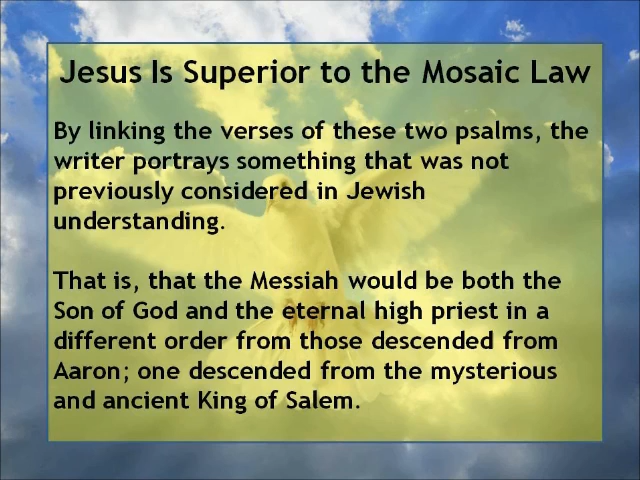 Jesus Is Superior to the Mosaic Law
By linking the verses of these two psalms, the
writer portrays something that was not
previously considered in Jewish
understanding.
That is, that the Messiah would be both the
Son of God and the eternal high priest in a
different order from those descended from
Aaron; one descended from the mysterious
and ancient King of Salem.